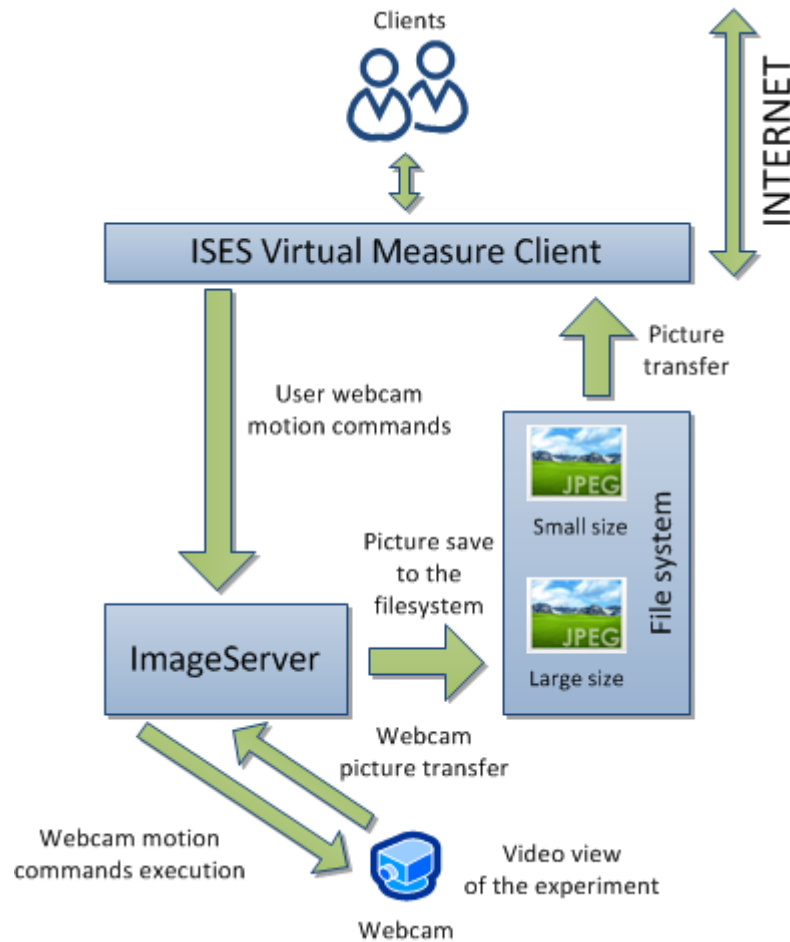 Clients
INTERNET
ISES Virtual Measure Client
Picture
transfer
User webcam
motion commands
JPEG
Small size
Picture save
to the
filesystem
File system
JPEG
Large size
ImageServer
Webcam
picture transfer
Webcam motion
commands execution
Video view
of the experiment
Webcam